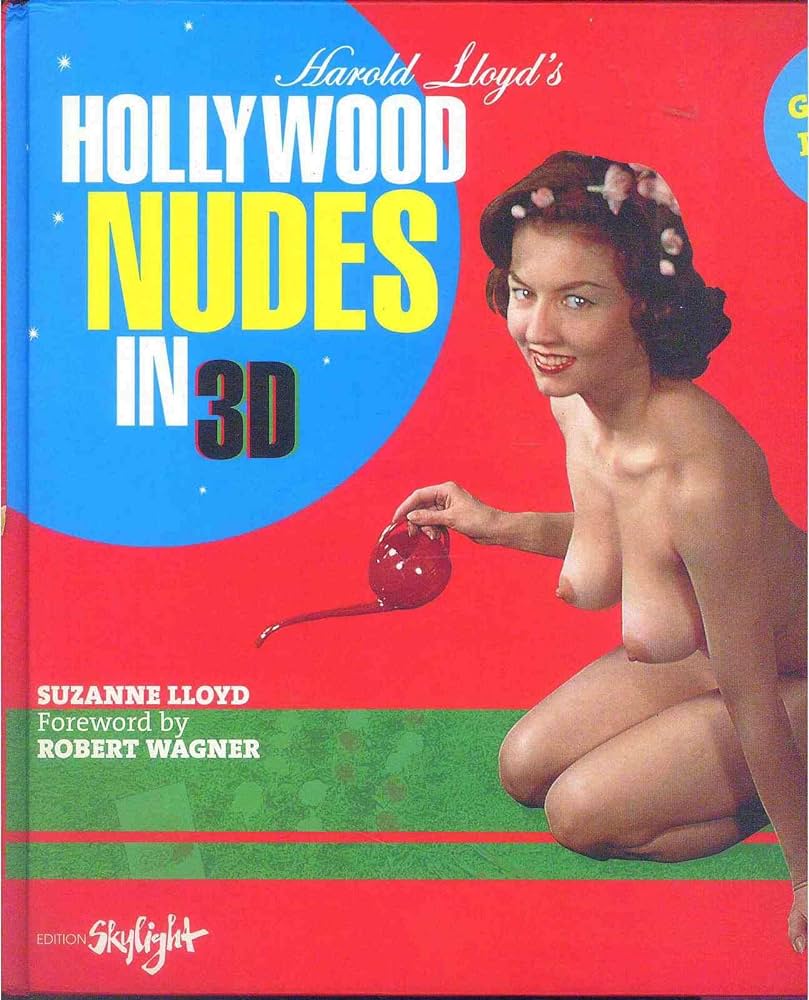 Harold Lloyd's
HOLLYWOOD
NUDES
IN 3D
SUZANNE LLOYD
Foreword by
ROBERT WAGNER
EDITION Skylight